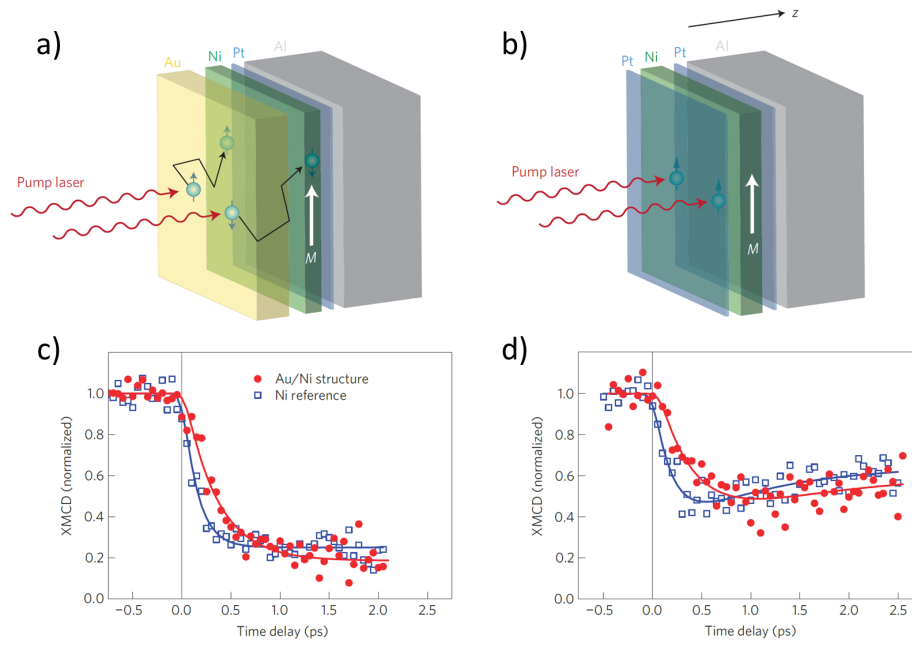 a)
Au
Ni
Pt
Al
Pump laser
M
b)
z
Pt
Ni
Pt
Al
Pump laser
M
c)
XMCD (normalized)
1.0
0.8
0.6
0.4
0.2
0.0
Au/Ni structure
Ni reference
−0.5 0.0 0.5 1.0 1.5 2.0 2.5
Time delay (ps)
d)
XMCD (normalized)
1.0
0.8
0.6
0.4
0.2
0.0
−0.5 0.0 0.5 1.0 1.5 2.0 2.5
Time delay (ps)